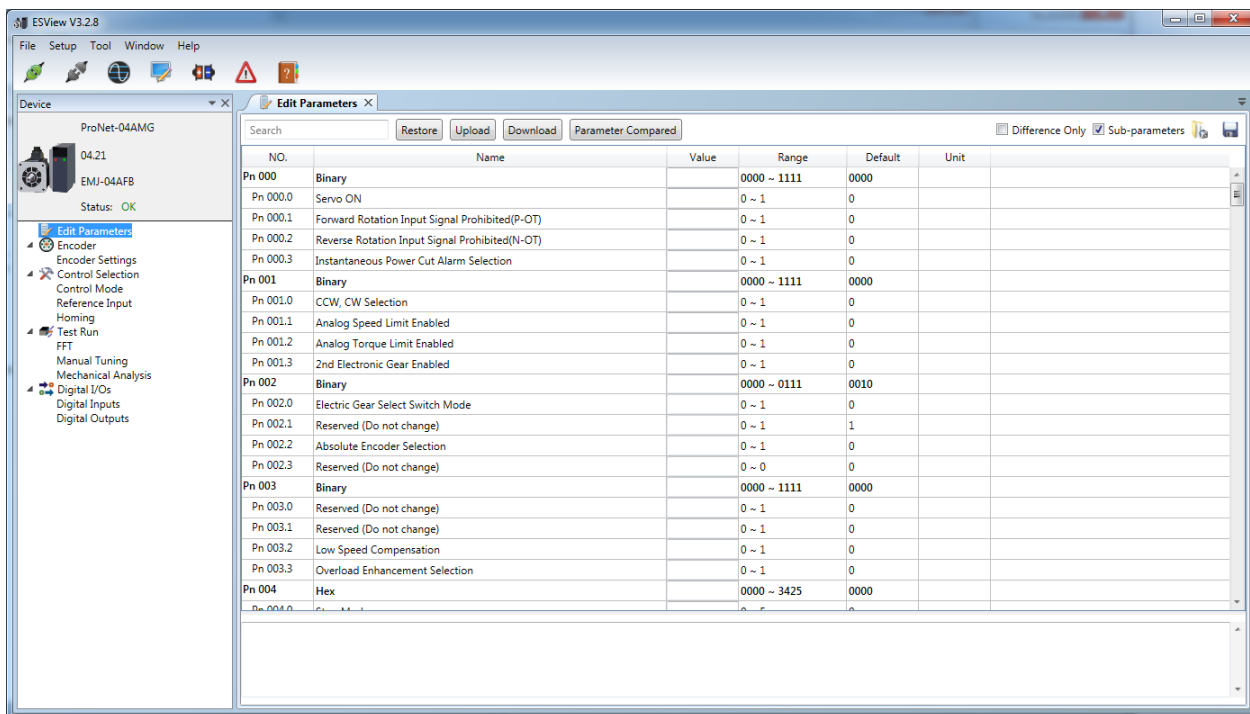 ESView V3.2.8
File Setup Tool Window Help
Device
ProNet-04AMG
04.21
EMJ-04AFB
Status: OK
Edit Parameters
Encoder
Encoder Settings
Control Selection
Control Mode
Reference Input
Homing
Test Run
FFT
Manual Tuning
Mechanical Analysis
Digital I/Os
Digital Inputs
Digital Outputs
Edit Parameters
Search Restore Upload Download Parameter Compared Difference Only Sub-parameters
NO. Name Value Range Default Unit
Pn 000 Binary 0000 ~ 1111 0000
Pn 000.0 Servo ON 0 ~ 1 0
Pn 000.1 Forward Rotation Input Signal Prohibited(P-OT) 0 ~ 1 0
Pn 000.2 Reverse Rotation Input Signal Prohibited(N-OT) 0 ~ 1 0
Pn 000.3 Instantaneous Power Cut Alarm Selection 0 ~ 1 0
Pn 001 Binary 0000 ~ 1111 0000
Pn 001.0 CCW, CW Selection 0 ~ 1 0
Pn 001.1 Analog Speed Limit Enabled 0 ~ 1 0
Pn 001.2 Analog Torque Limit Enabled 0 ~ 1 0
Pn 001.3 2nd Electronic Gear Enabled 0 ~ 1 0
Pn 002 Binary 0000 ~ 0111 0010
Pn 002.0 Electric Gear Select Switch Mode 0 ~ 1 0
Pn 002.1 Reserved (Do not change) 0 ~ 1 1
Pn 002.2 Absolute Encoder Selection 0 ~ 1 0
Pn 002.3 Reserved (Do not change) 0 ~ 0 0
Pn 003 Binary 0000 ~ 1111 0000
Pn 003.0 Reserved (Do not change) 0 ~ 1 0
Pn 003.1 Reserved (Do not change) 0 ~ 1 0
Pn 003.2 Low Speed Compensation 0 ~ 1 0
Pn 003.3 Overload Enhancement Selection 0 ~ 1 0
Pn 004 Hex 0000 ~ 3425 0000